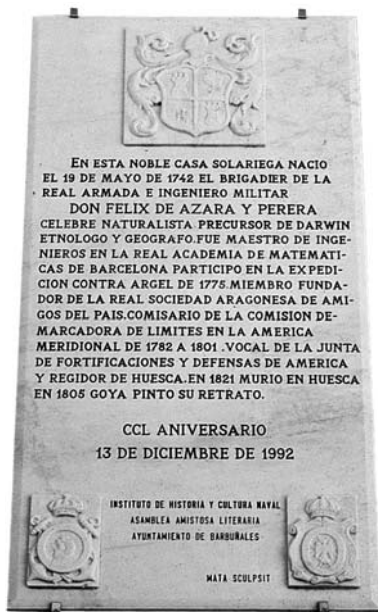 EN ESTA NOBLE CASA SOLARIEGA NACIO
EL 19 DE MAYO DE 1742 EL BRIGADIER DE LA
REAL ARMADA E INGENIERO MILITAR
DON FELIX DE AZARA Y PERERA
CELEBRE NATURALISTA PRECURSOR DE DARWIN
ETNOLOGO Y GEOGRAFO. FUE MAESTRO DE INGE-
NIEROS EN LA REAL ACADEMIA DE MATEMATI-
CAS DE BARCELONA PARTICIPO EN LA EXPEDI-
CION CONTRA ARGEL DE 1775. MIEMBRO FUNDA-
DOR DE LA REAL SOCIEDAD ARAGONESA DE AMI-
GOS DEL PAIS. COMISARIO DE LA COMISION DE-
MARCADORA DE LIMITES EN LA AMERICA
MERIDIONAL DE 1782 A 1801. VOCAL DE LA JUNTA
DE FORTIFICACIONES Y DEFENSAS DE AMERICA
Y REGIDOR DE HUESCA. EN 1821 MURIO EN HUESCA
EN 1805 GOYA PINTO SU RETRATO.
CCL ANIVERSARIO
13 DE DICIEMBRE DE 1992
INSTITUTO DE HISTORIA Y CULTURA NAVAL
ASAMBLEA AMISTOSA LITERARIA
AYUNTAMIENTO DE BARBUÑALES
MATA SCULPSIT